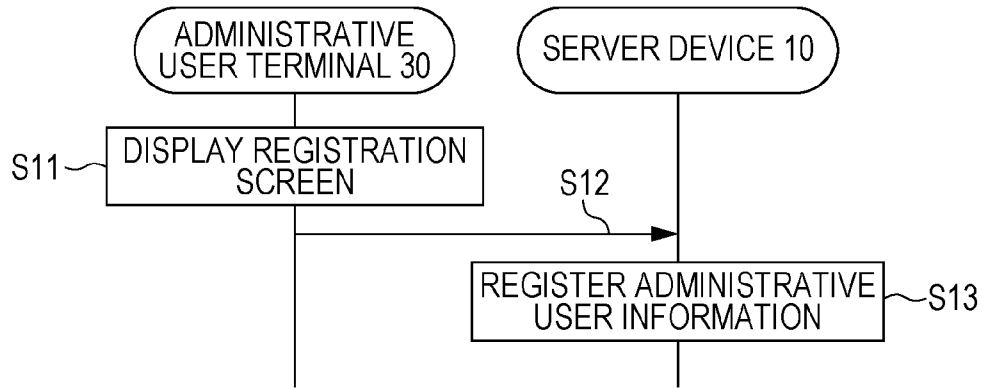 ADMINISTRATIVE
USER TERMINAL 30
SERVER DEVICE 10
S11
DISPLAY REGISTRATION
SCREEN
S12
REGISTER ADMINISTRATIVE
USER INFORMATION
S13